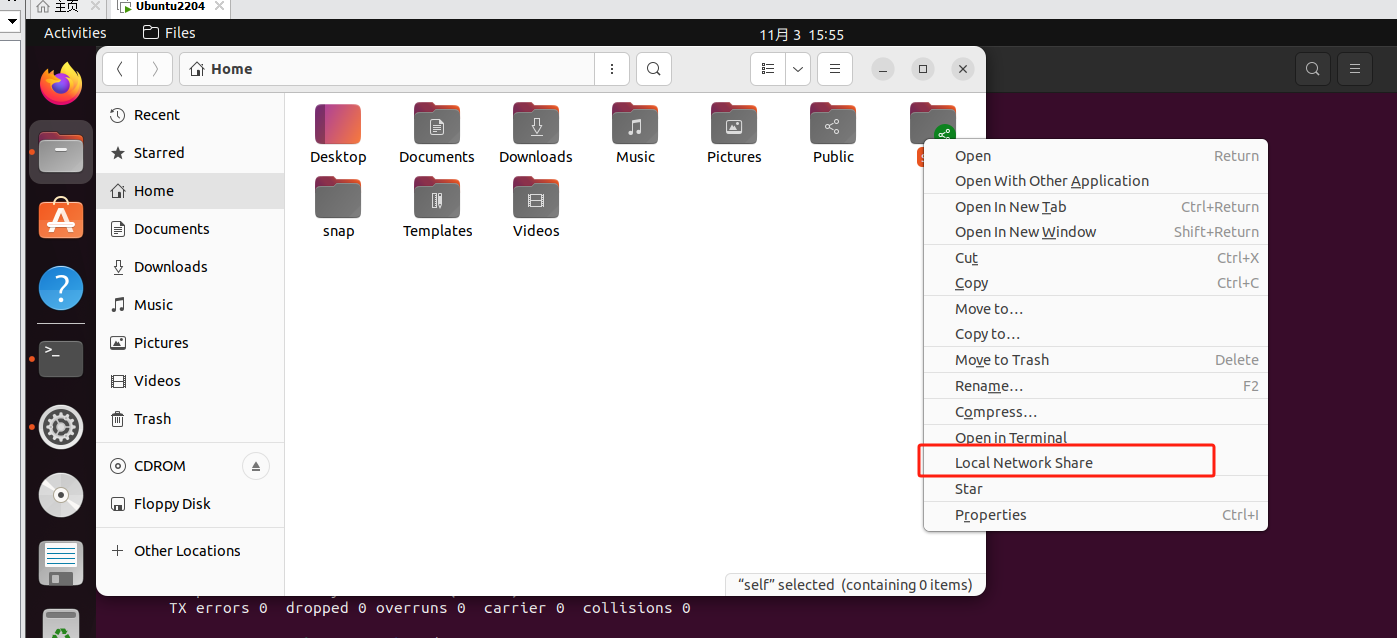 主页
Ubuntu2204
Activities
Files
11月 3 15:55
Home
Recent
Starred
Home
Documents
Downloads
Music
Pictures
Videos
Trash
CDROM
Floppy Disk
Other Locations
Desktop
Documents
Downloads
Music
Pictures
Public
snap
Templates
Videos
Open Return
Open With Other Application
Open In New Tab Ctrl+Return
Open In New Window Shift+Return
Cut Ctrl+X
Copy Ctrl+C
Move to…
Copy to…
Move to Trash Delete
Rename… F2
Compress…
Open in Terminal
Local Network Share
Star
Properties Ctrl+I
“self” selected (containing 0 items)
TX errors 0 dropped 0 overruns 0 carrier 0 collisions 0